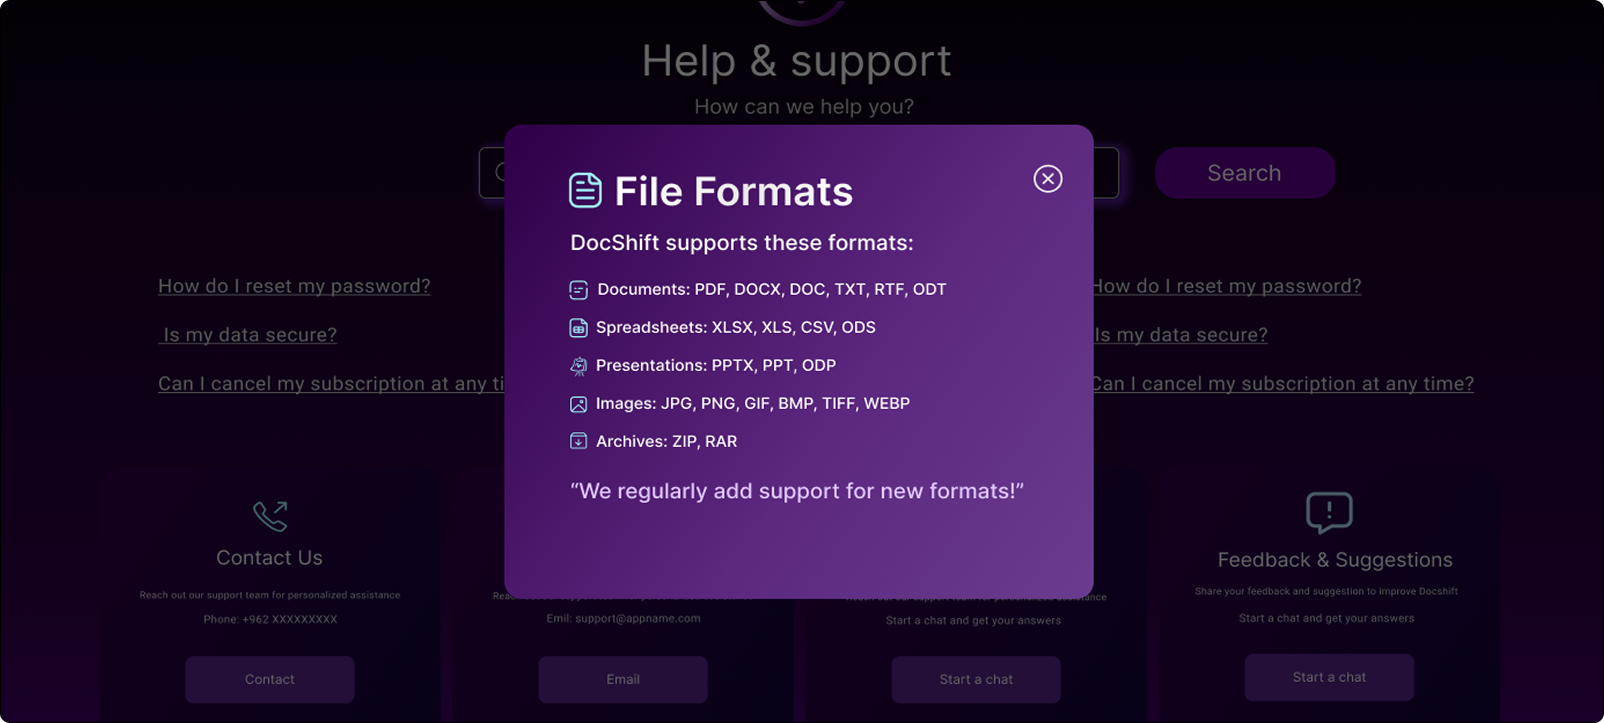 Help & support
How can we help you?
Search
File Formats
DocShift supports these formats:
Documents: PDF, DOCX, DOC, TXT, RTF, ODT
Spreadsheets: XLSX, XLS, CSV, ODS
Presentations: PPTX, PPT, ODP
Images: JPG, PNG, GIF, BMP, TIFF, WEBP
Archives: ZIP, RAR
“We regularly add support for new formats!”
How do I reset my password?
Is my data secure?
Can I cancel my subscription at any
How do I reset my password?
Is my data secure?
Can I cancel my subscription at any time?
Contact Us
Reach out our support team for personalized assistance
Phone: +962 XXXXXXXXX
Contact
Emil: support@appname.com
Email
Start a chat and get your answers
Start a chat
Feedback & Suggestions
Share your feedback and suggestion to improve Docshift
Start a chat and get your answers
Start a chat